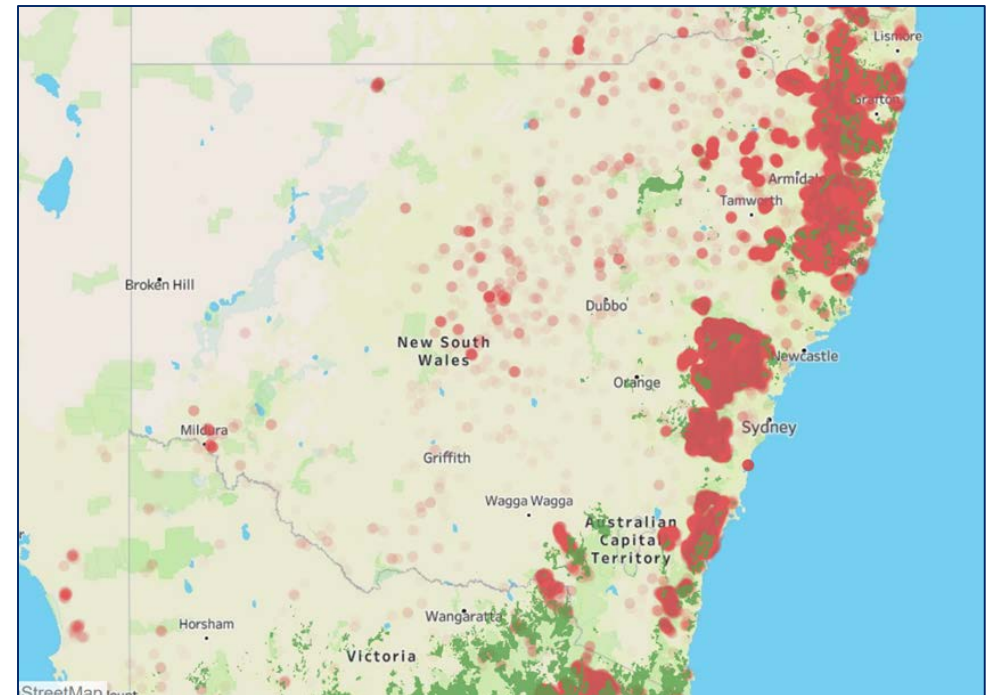 Lismore
Grafton
Armidale
Tamworth
Broken Hill
Dubbo
New South
Wales
Newcastle
Orange
Mildura
Sydney
Griffith
Wagga Wagga
Australian
Capital
Territory
Wangaratta
Horsham
Victoria
StreetMap